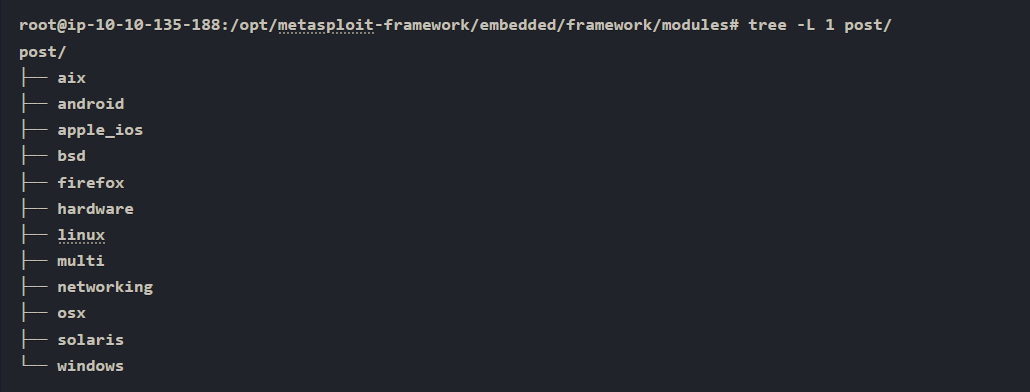 root@ip-10-10-135-188:/opt/metasploit-framework/embedded/framework/modules# tree -L 1 post/
post/
├── aix
├── android
├── apple_ios
├── bsd
├── firefox
├── hardware
├── linux
├── multi
├── networking
├── osx
├── solaris
└── windows